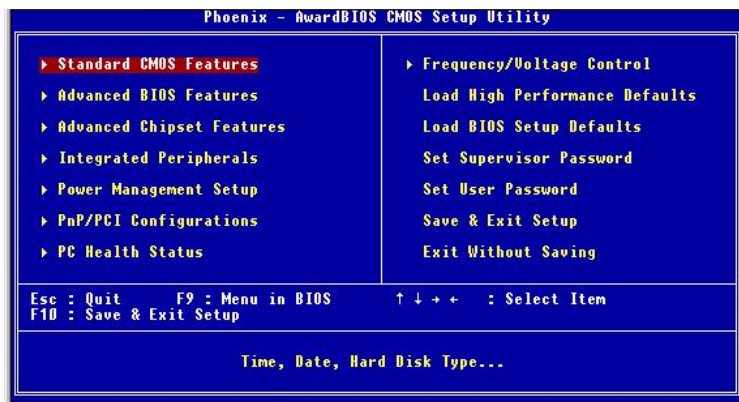 Phoenix - AwardBIOS CMOS Setup Utility
Standard CMOS Features
Advanced BIOS Features
Advanced Chipset Features
Integrated Peripherals
Power Management Setup
PnP/PCI Configurations
PC Health Status
Frequency/Voltage Control
Load High Performance Defaults
Load BIOS Setup Defaults
Set Supervisor Password
Set User Password
Save & Exit Setup
Exit Without Saving
Esc : Quit F9 : Menu in BIOS ↑ ↓ → ← : Select Item
F10 : Save & Exit Setup
Time, Date, Hard Disk Type...